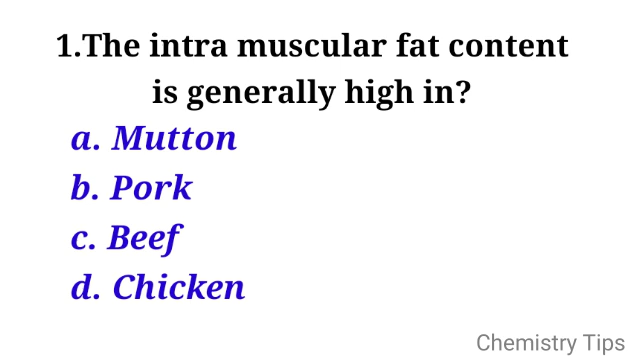 1.The intra muscular fat content
is generally high in?
a. Mutton
b. Pork
c. Beef
d. Chicken
Chemistry Tips